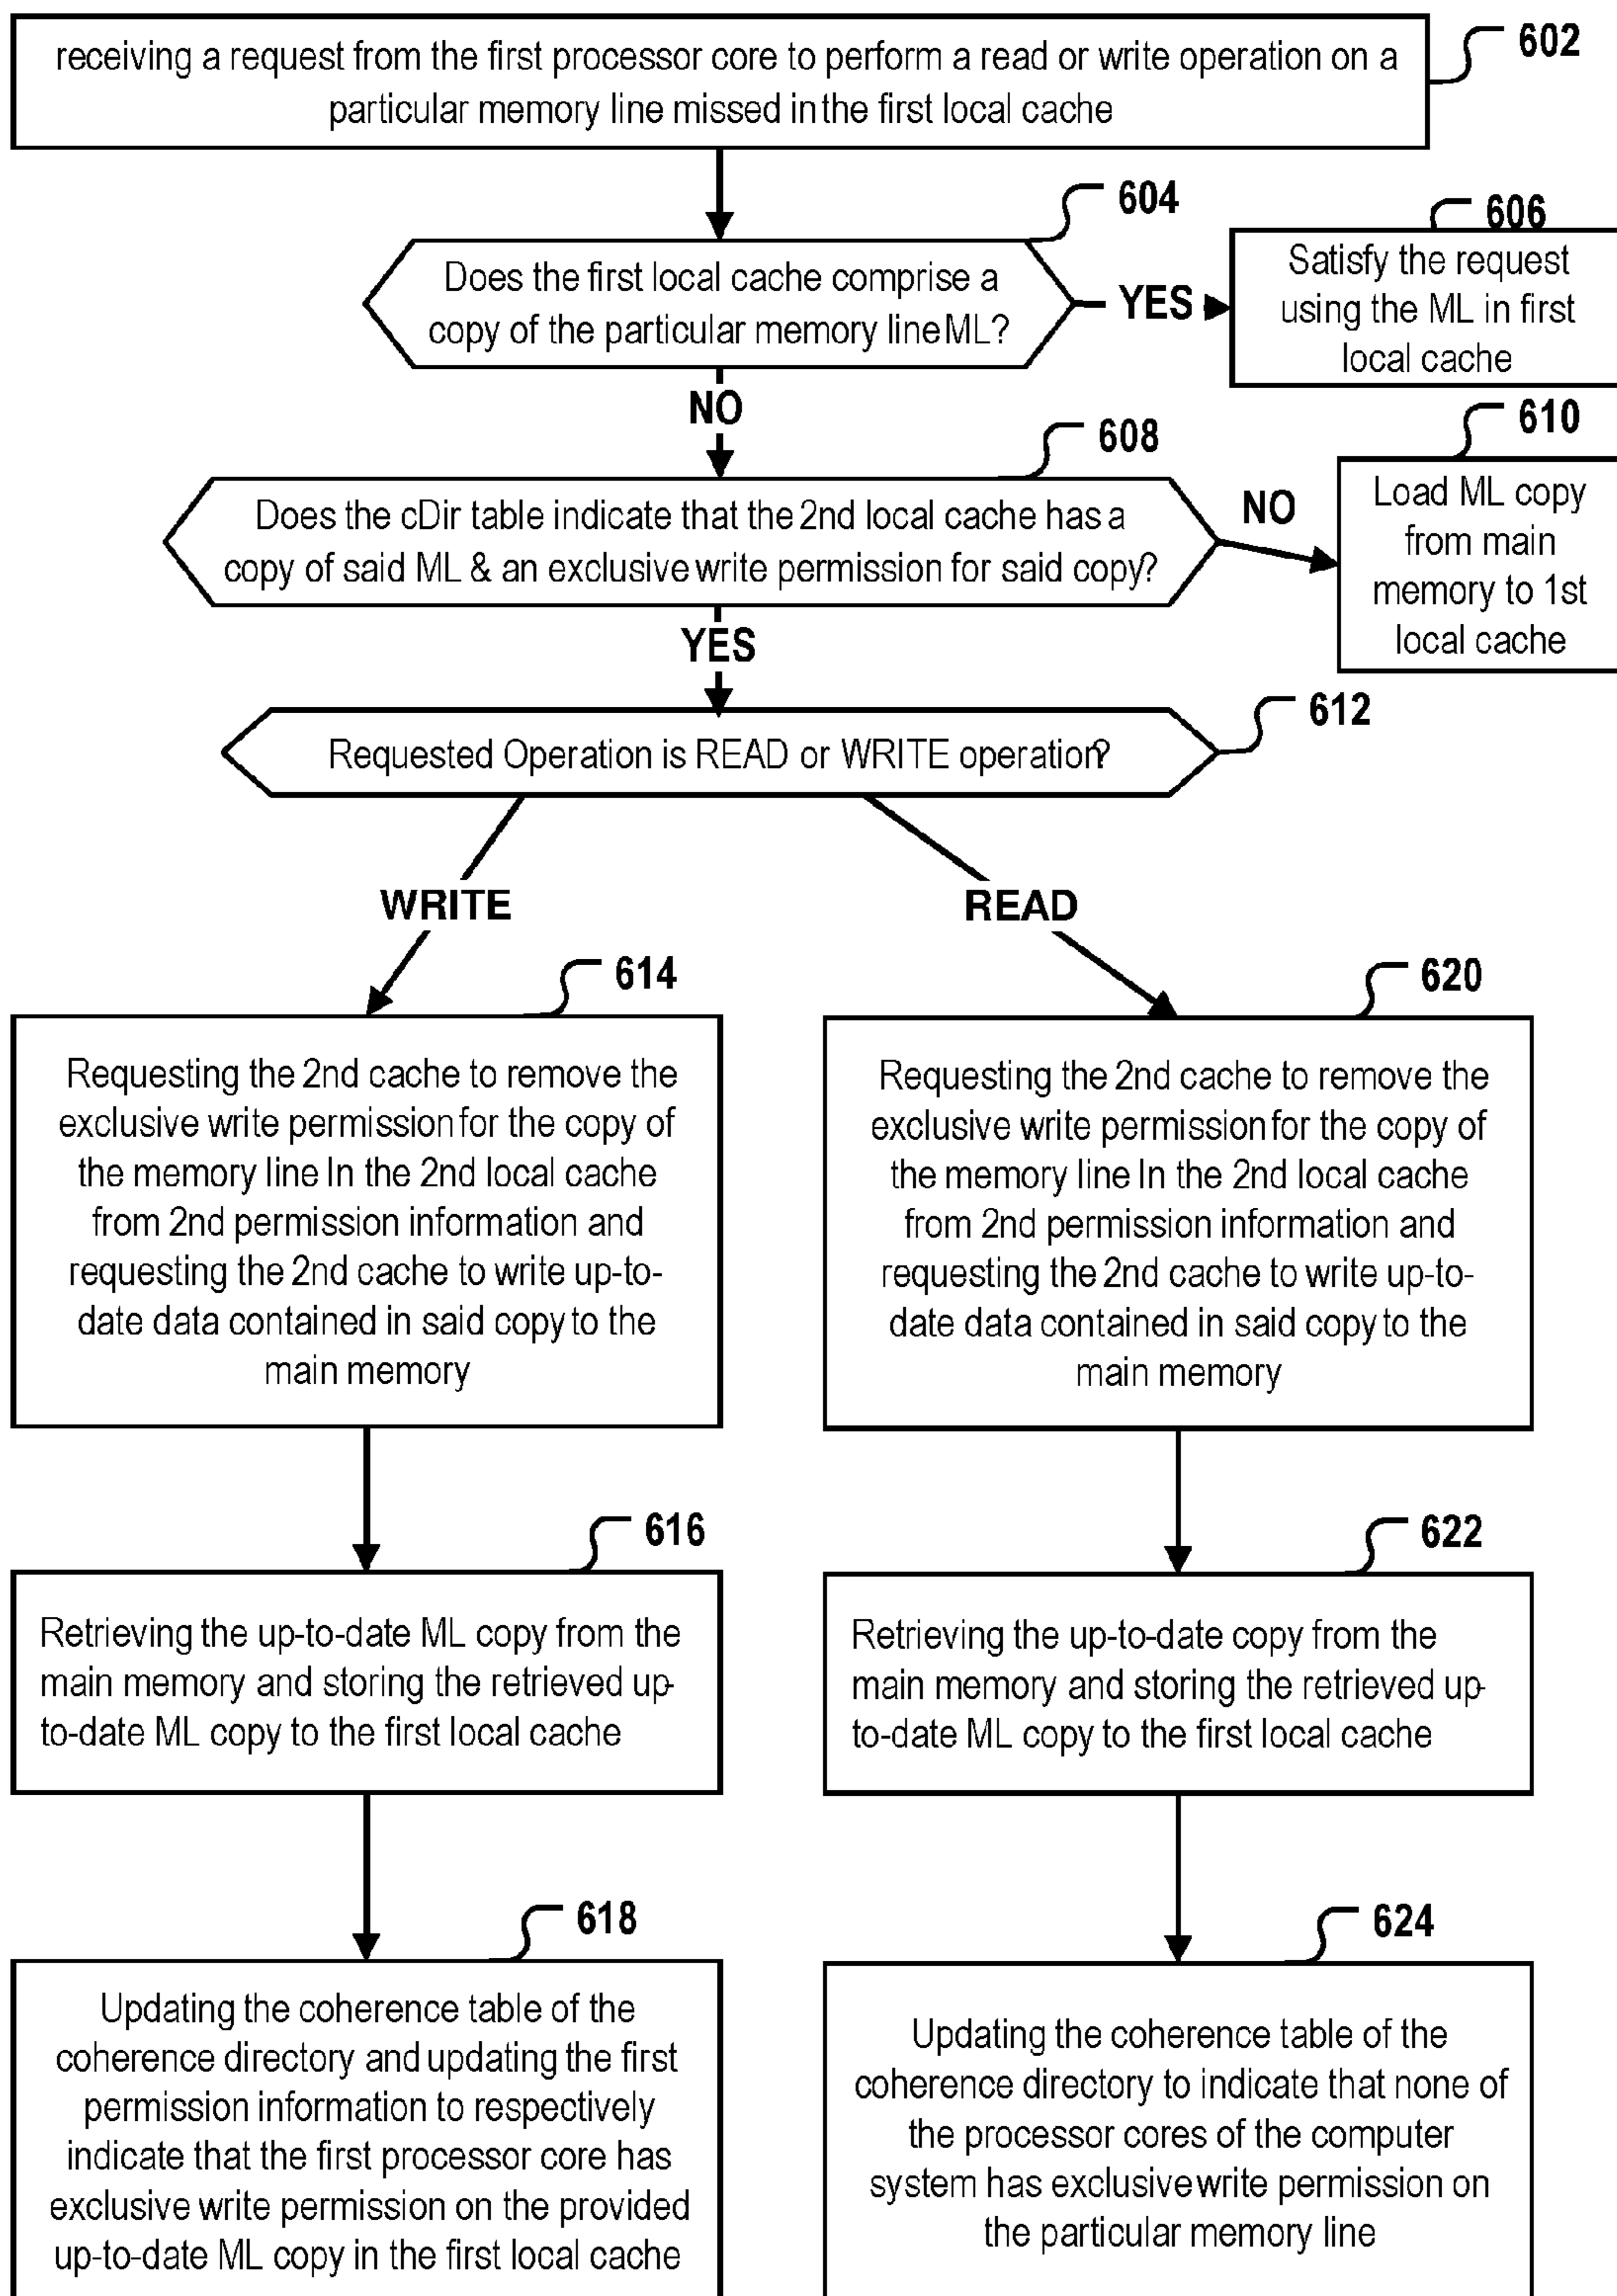 receiving a request from the first processor core to perform a read or write operation on a
particular memory line missed in the first local cache
602
604
Does the first local cache comprise a
copy of the particular memory line ML?
YES
606
Satisfy the request
using the ML in first
local cache
NO
608
Does the cDir table indicate that the 2nd local cache has a
copy of said ML & an exclusive write permission for said copy?
NO
610
Load ML copy
from main
memory to 1st
local cache
YES
612
Requested Operation is READ or WRITE operation?
WRITE
READ
614
Requesting the 2nd cache to remove the
exclusive write permission for the copy of
the memory line In the 2nd local cache
from 2nd permission information and
requesting the 2nd cache to write up-to-
date data contained in said copy to the
main memory
620
Requesting the 2nd cache to remove the
exclusive write permission for the copy of
the memory line In the 2nd local cache
from 2nd permission information and
requesting the 2nd cache to write up-to-
date data contained in said copy to the
main memory
616
Retrieving the up-to-date ML copy from the
main memory and storing the retrieved up-
to-date ML copy to the first local cache
622
Retrieving the up-to-date copy from the
main memory and storing the retrieved up-
to-date ML copy to the first local cache
618
Updating the coherence table of the
coherence directory and updating the first
permission information to respectively
indicate that the first processor core has
exclusive write permission on the provided
up-to-date ML copy in the first local cache
624
Updating the coherence table of the
coherence directory to indicate that none of
the processor cores of the computer
system has exclusive write permission on
the particular memory line